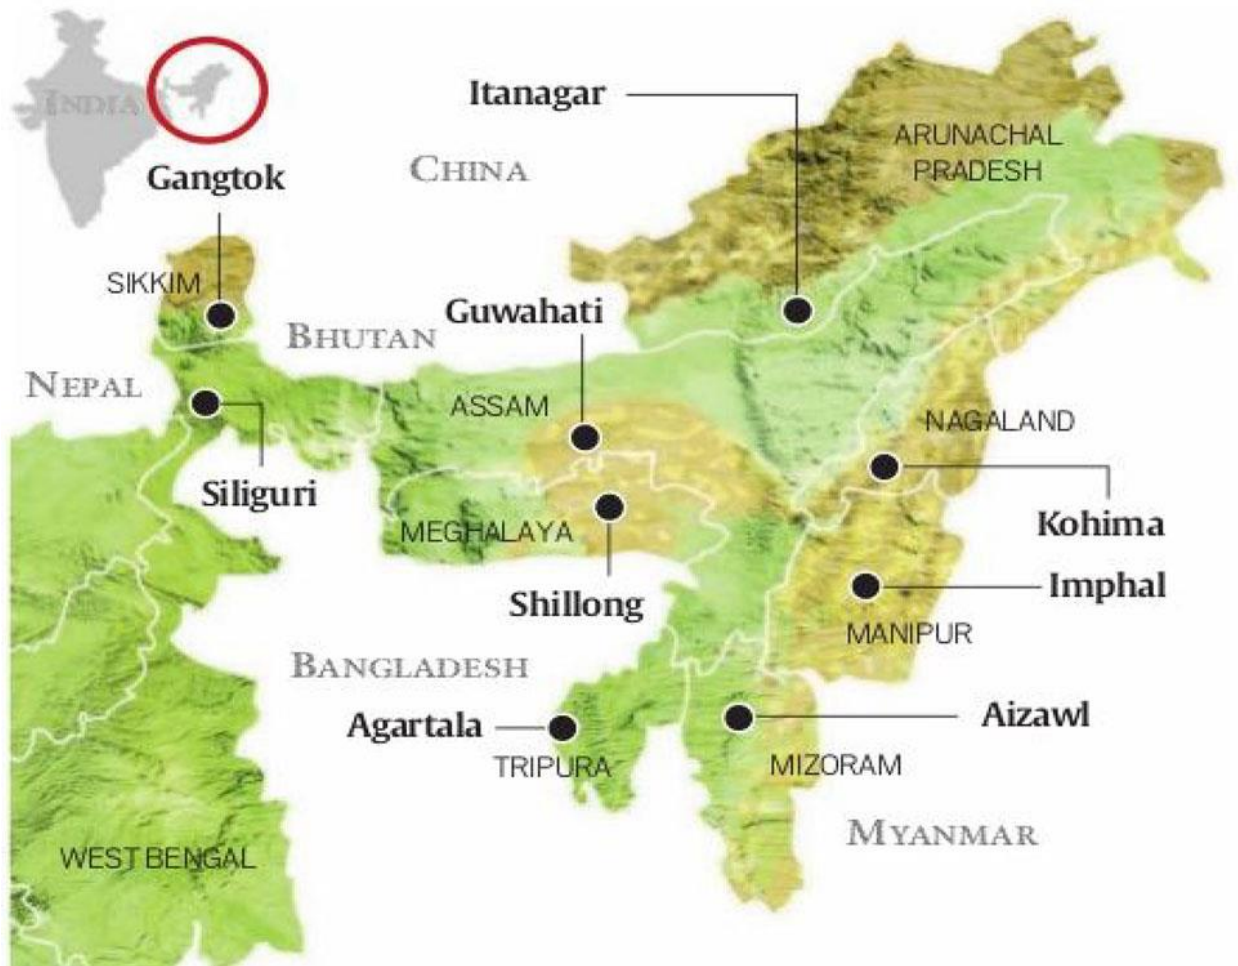 INDIA
Itanagar
ARUNACHAL
PRADESH
CHINA
Gangtok
SIKKIM
Guwahati
BHUTAN
NEPAL
ASSAM
NAGALAND
Siliguri
MEGHALAYA
Kohima
Shillong
Imphal
MANIPUR
BANGLADESH
Agartala
Aizawl
TRIPURA
MIZORAM
MYANMAR
WEST BENGAL